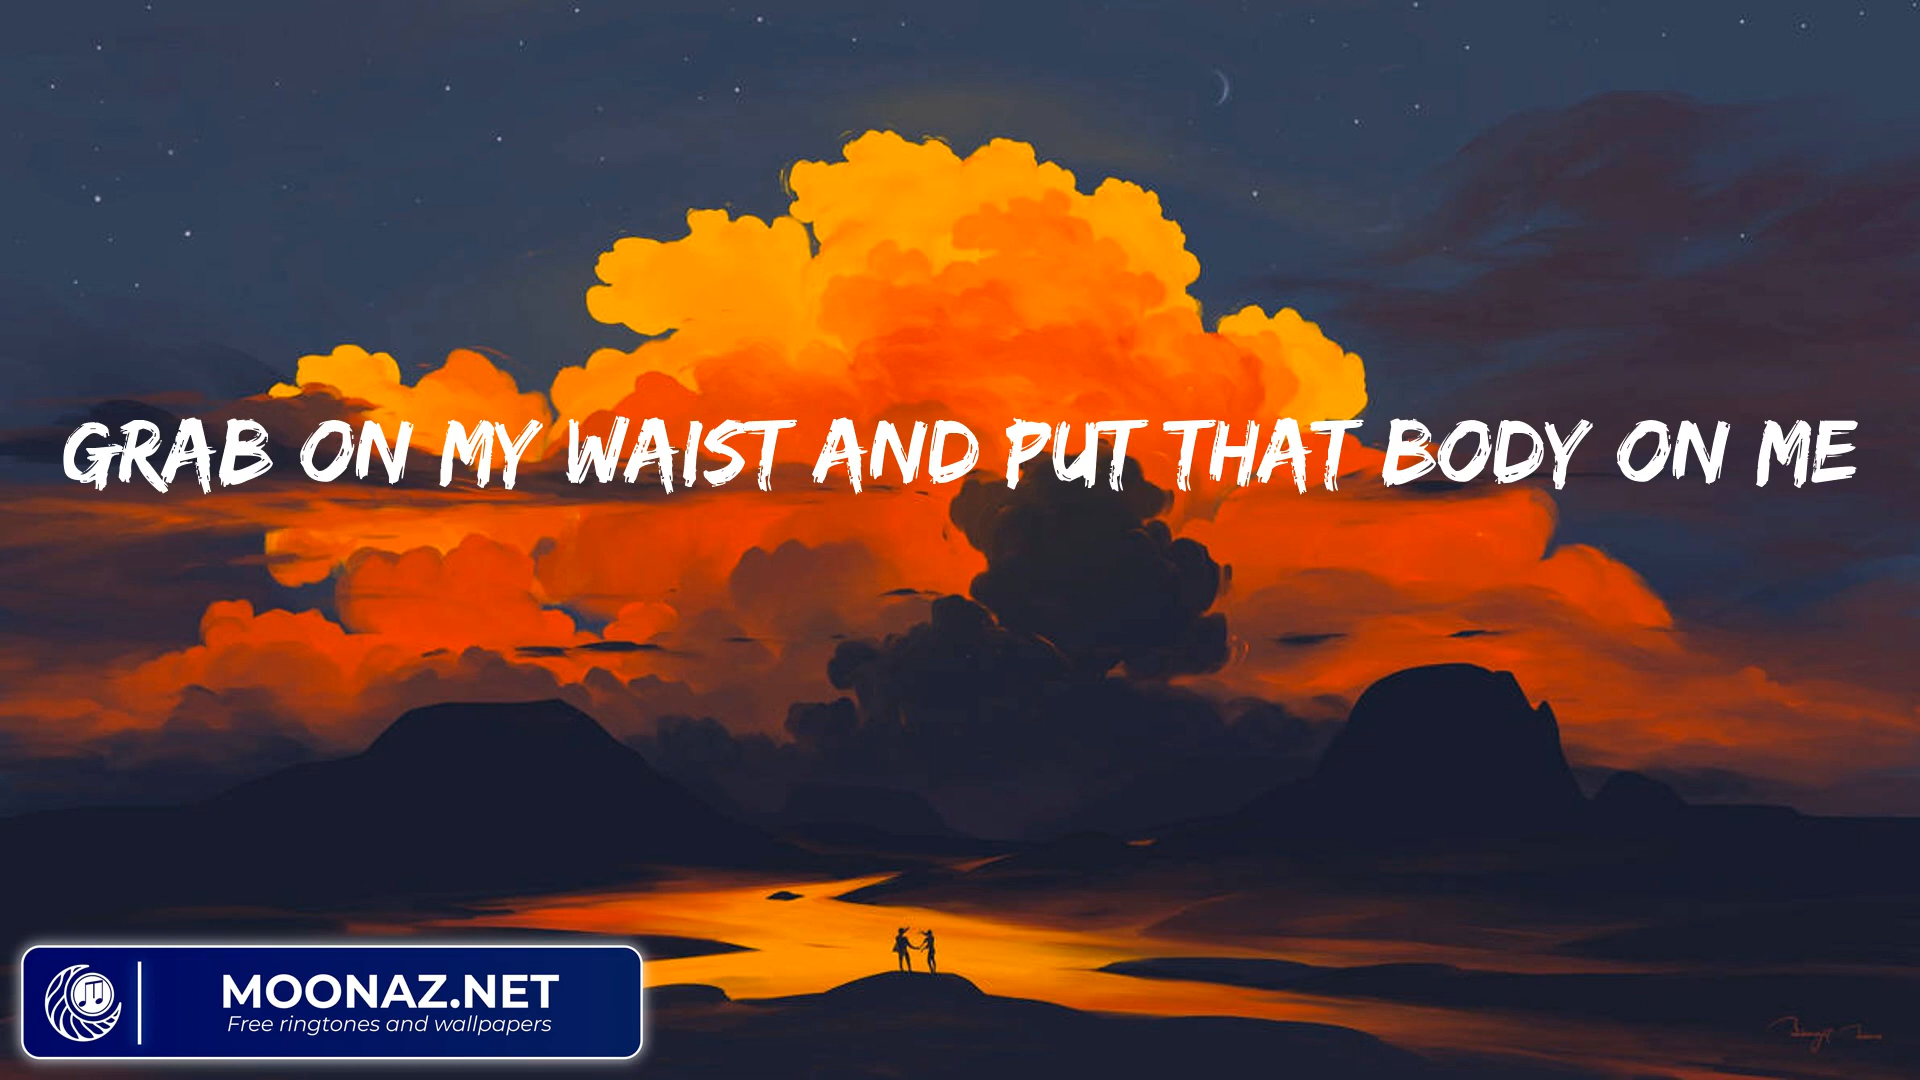 GRAB ON MY WAIST AND PUT THAT BODY ON ME
MOONAZ.NET
Free ringtones and wallpapers